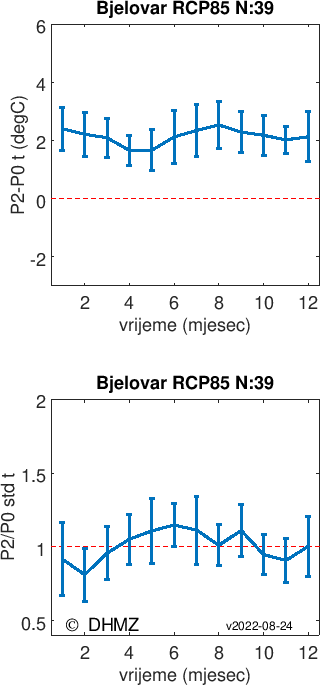 Bjelovar RCP85 N:39
P2-P0 t (degC)
6
4
2
0
-2
2 4 6 8 10 12
vrijeme (mjesec)
Bjelovar RCP85 N:39
P2/P0 std t
2
1.5
1
0.5
© DHMZ
v2022-08-24
2 4 6 8 10 12
vrijeme (mjesec)